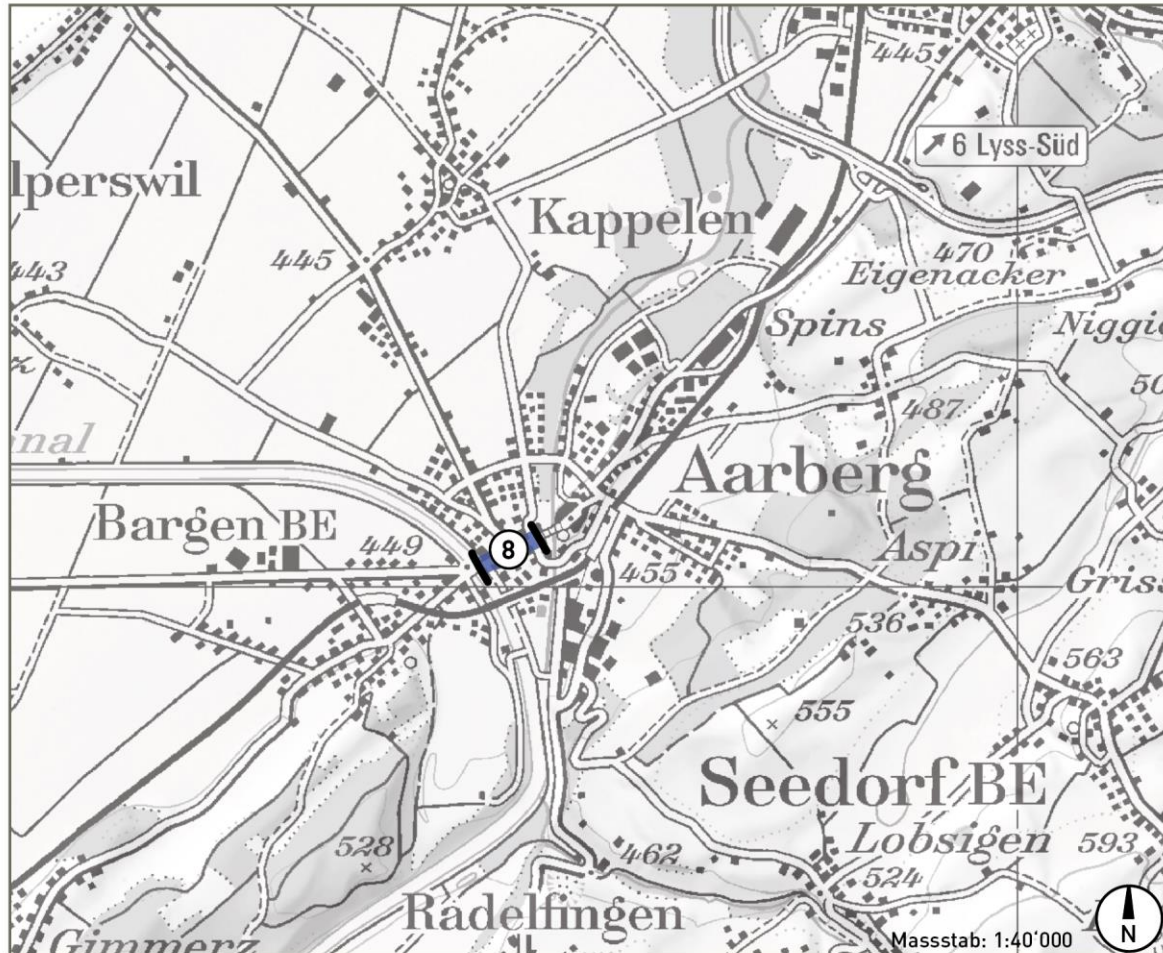 445
6 Lyss-Süd
lperswil
Kappelen
443
445
470
Eigenacker
Spins
Niggi
50
487
nal
Aarberg
Bargen BE
449
8
Aspi
455
Griss
536
563
555
Seedorf BE
Lobsigen
528
462
593
524
Radelfingen
Gimmerz
Massstab: 1:40'000
N